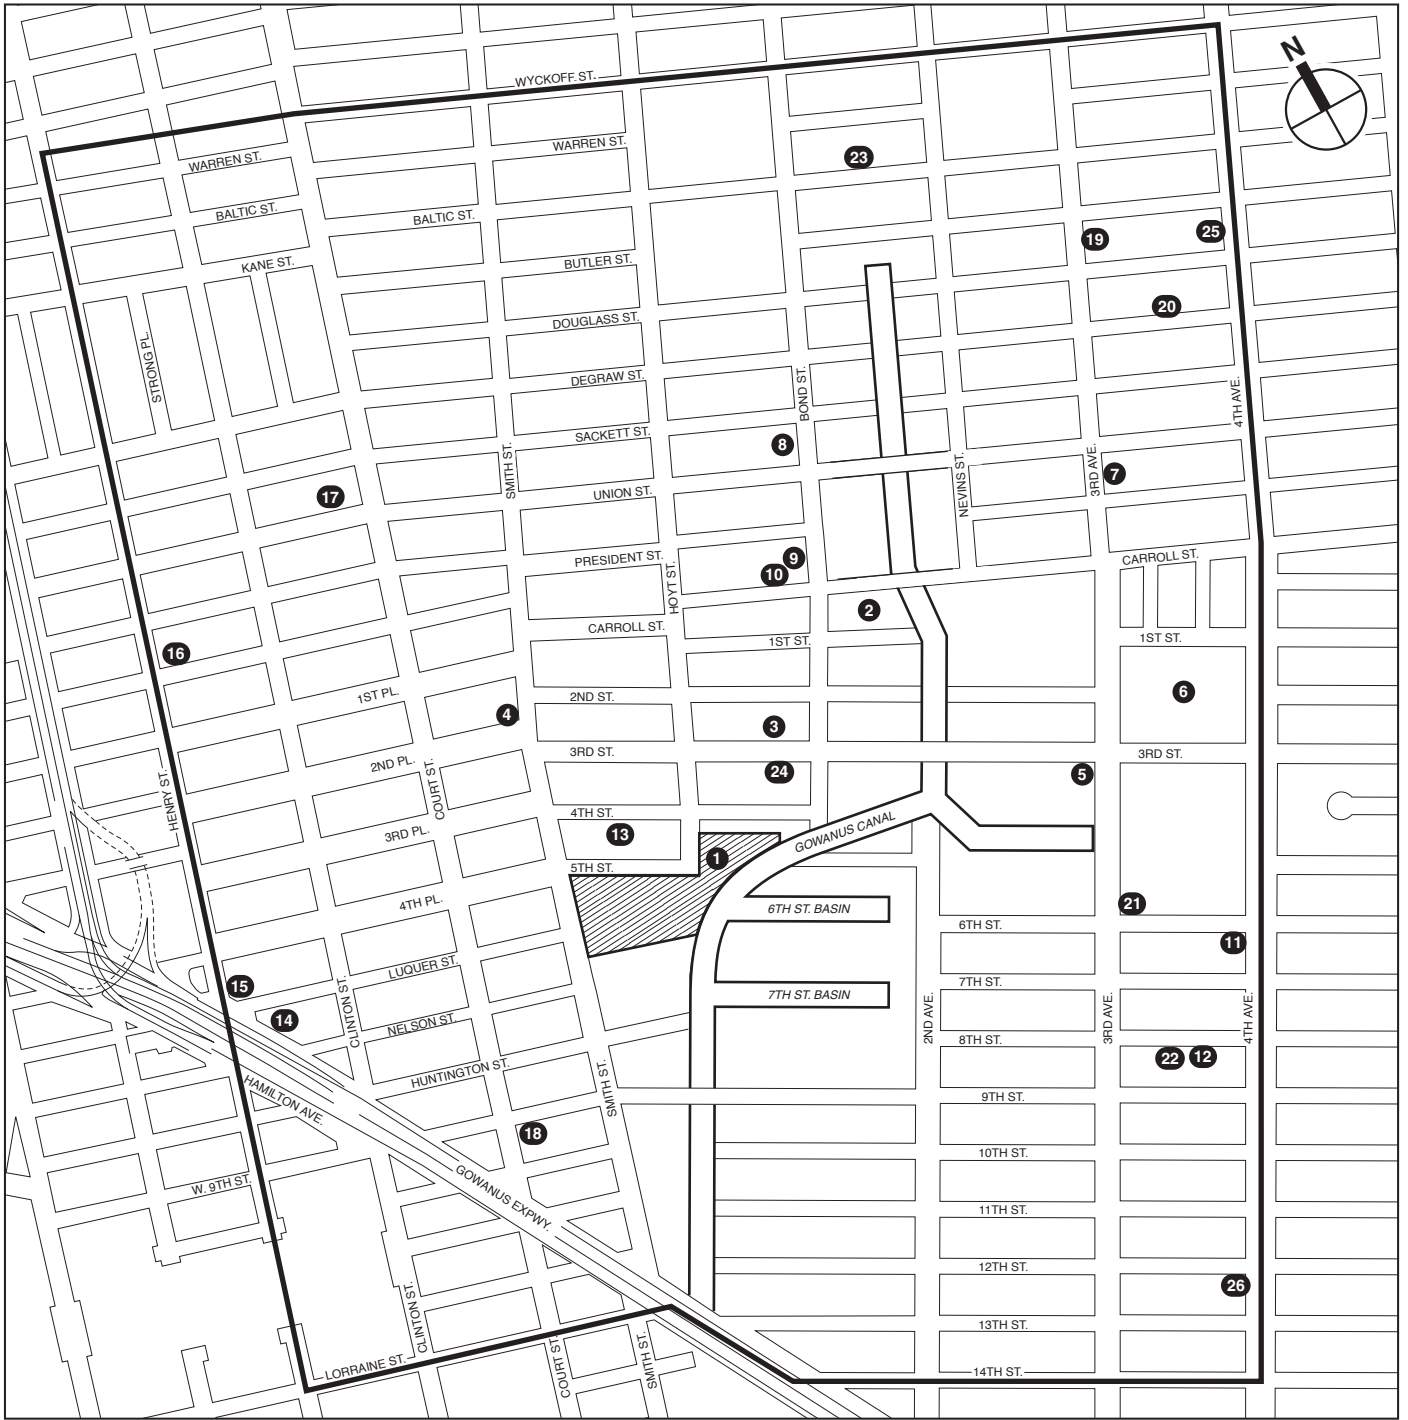 N
WYCKOFF ST.
WARREN ST.
WARREN ST.
23
BALTIC ST.
BALTIC ST.
19
25
KANE ST.
BUTLER ST.
20
DOUGLASS ST.
STRONG PL.
DEGRAW ST.
BOND ST.
4TH AVE.
SACKETT ST.
8
SMITH ST.
3RD AVE.
7
NEVINS ST.
17
UNION ST.
PRESIDENT ST.
9
10
CARROLL ST.
HOYT ST.
2
CARROLL ST.
1ST ST.
1ST ST.
16
1ST PL.
2ND ST.
6
4
3
3RD ST.
3RD ST.
2ND PL.
24
5
COURT ST.
HENRY ST.
4TH ST.
3RD PL.
13
GOWANUS CANAL
1
5TH ST.
4TH PL.
6TH ST. BASIN
21
6TH ST.
11
LUQUER ST.
15
7TH ST. BASIN
7TH ST.
CLINTON ST.
14
NELSON ST.
2ND AVE.
3RD AVE.
4TH AVE.
8TH ST.
22
12
HUNTINGTON ST.
SMITH ST.
HAMILTON AVE.
9TH ST.
18
10TH ST.
W. 9TH ST.
GOWANUS EXPWY.
11TH ST.
12TH ST.
26
CLINTON ST.
13TH ST.
LORRAINE ST.
COURT ST.
SMITH ST.
14TH ST.